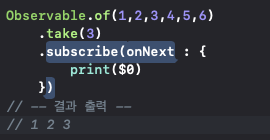 Observable.of(1,2,3,4,5,6)
.take(3)
.subscribe(onNext : {
print($0)
})
// -- 결과 출력 --
// 1 2 3